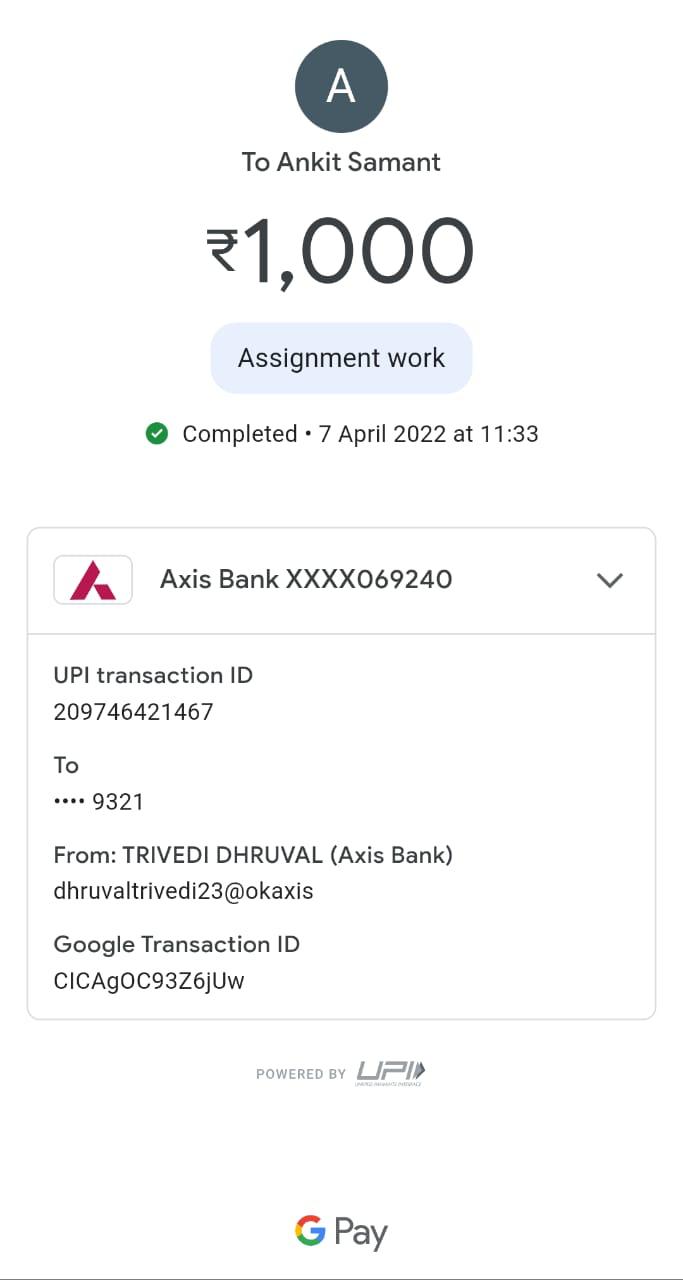 A
To Ankit Samant
₹1,000
Assignment work
Completed • 7 April 2022 at 11:33
Axis Bank XXXX069240
UPI transaction ID
209746421467
To
•••• 9321
From: TRIVEDI DHRUVAL (Axis Bank)
dhruvaltrivedi23@okaxis
Google Transaction ID
CICAgOC93Z6jUw
POWERED BY UPI
UNIFIED PAYMENTS INTERFACE
G Pay